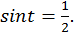 sint = 1/2.